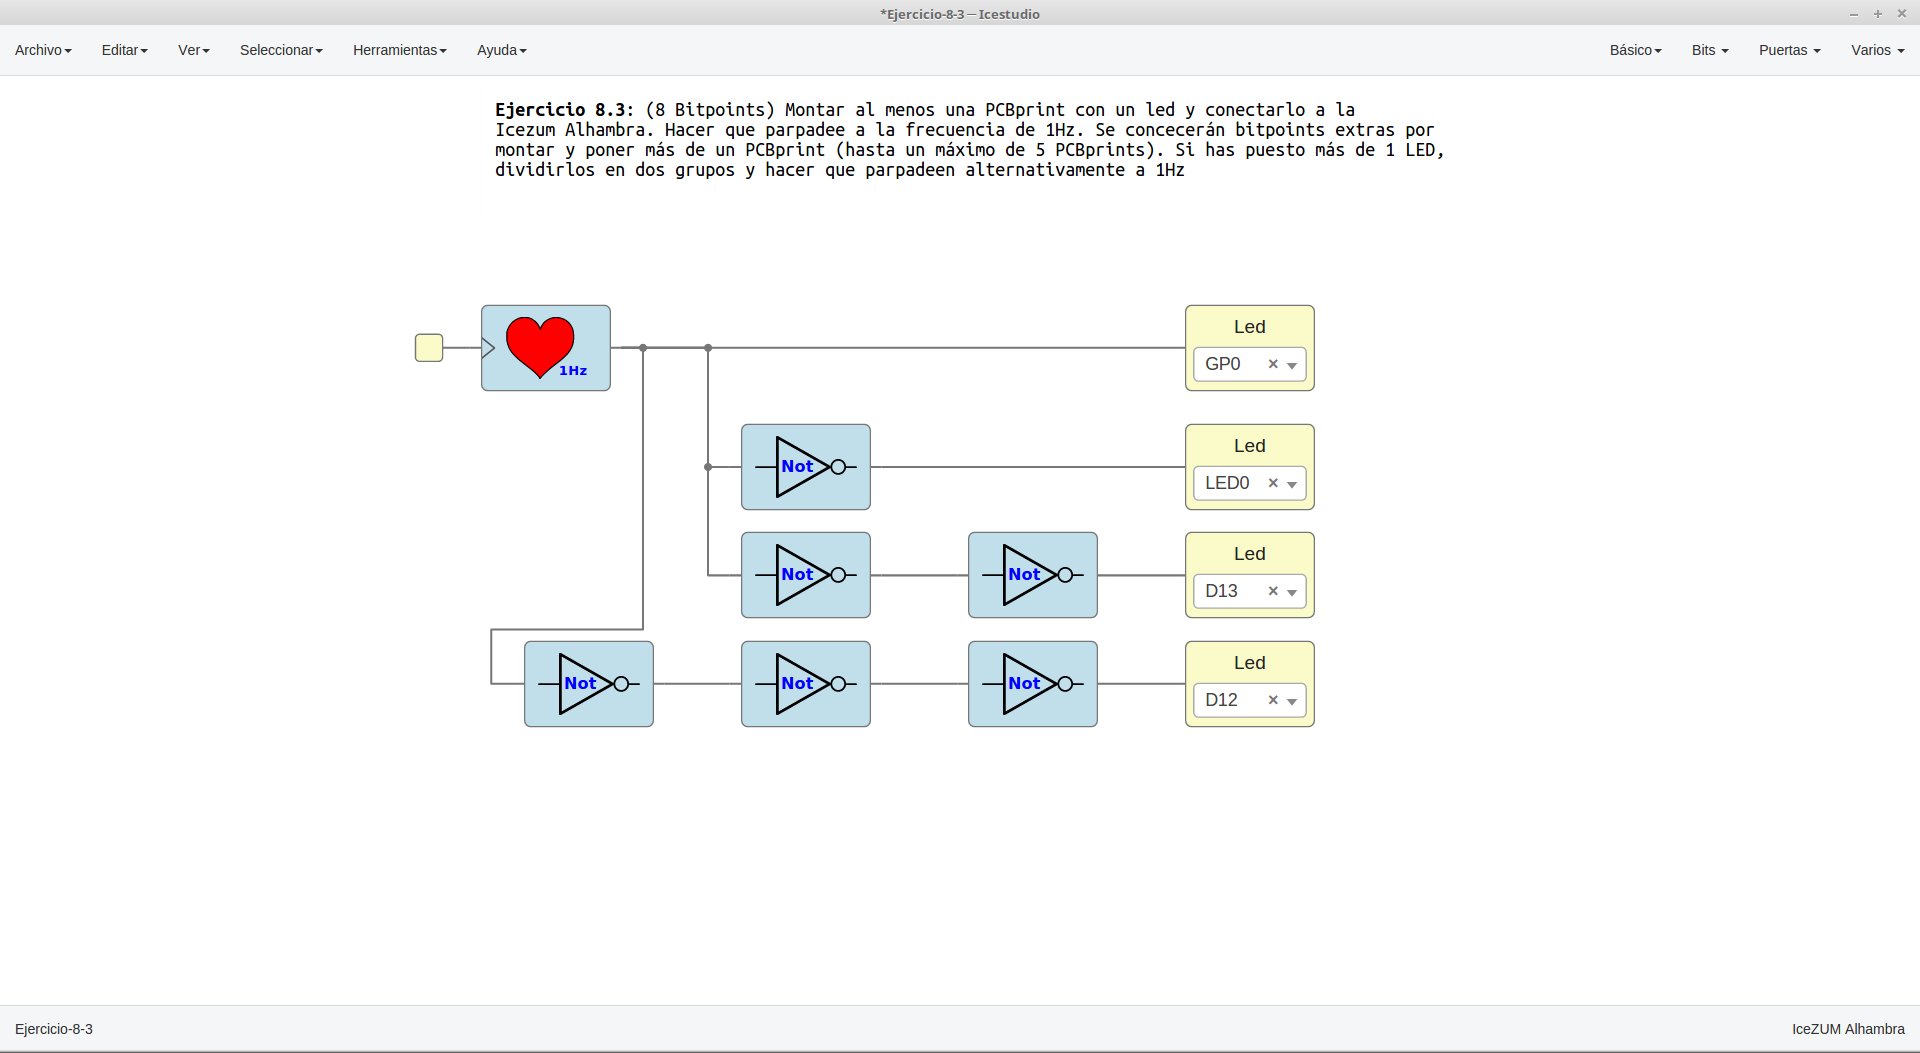 *Ejercicio-8-3 — Icestudio
Archivo Editar Ver Seleccionar Herramientas Ayuda Básico Bits Puertas Varios
Ejercicio 8.3: (8 Bitpoints) Montar al menos una PCBprint con un led y conectarlo a la
Icezum Alhambra. Hacer que parpadee a la frecuencia de 1Hz. Se concecerán bitpoints extras por
montar y poner más de un PCBprint (hasta un máximo de 5 PCBprints). Si has puesto más de 1 LED,
dividirlos en dos grupos y hacer que parpadeen alternativamente a 1Hz
Led
GP0
1Hz
Led
Not
LED0
Led
Not Not
D13
Led
Not Not Not
D12
Ejercicio-8-3 IceZUM Alhambra